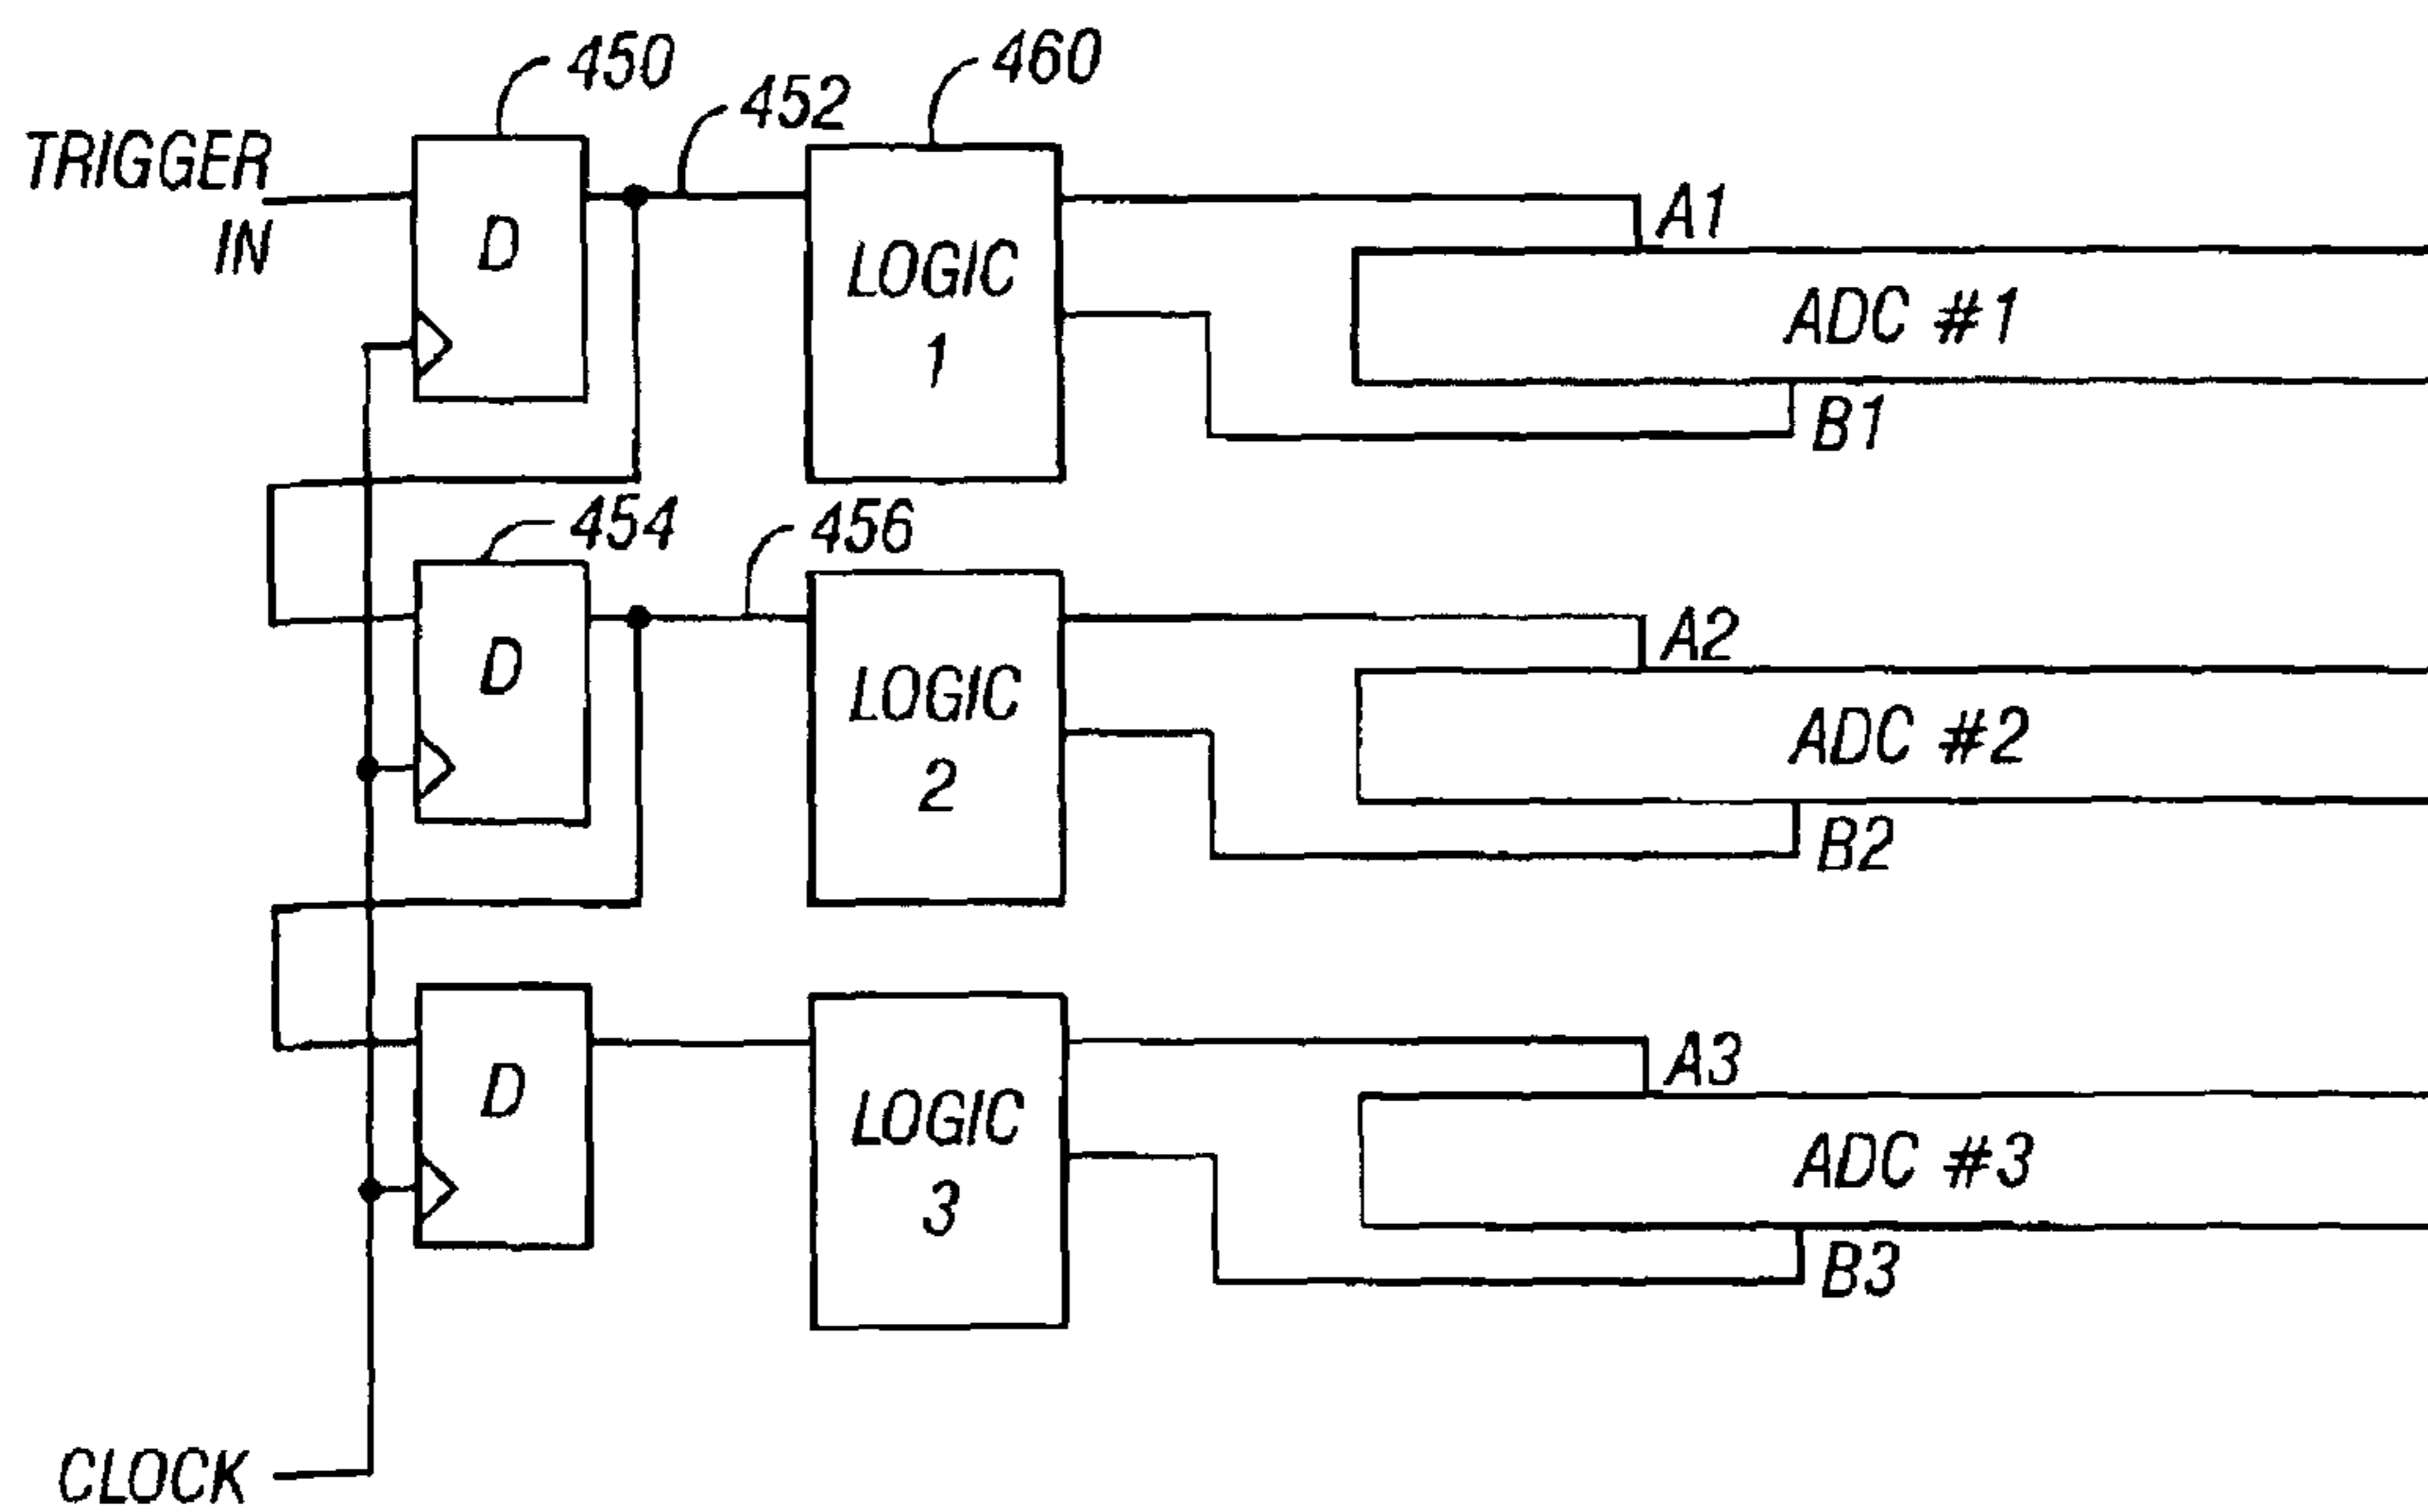 450
452
460
TRIGGER
IN
D
LOGIC
1
A1
ADC #1
B1
454
456
D
LOGIC
2
A2
ADC #2
B2
D
LOGIC
3
A3
ADC #3
B3
CLOCK